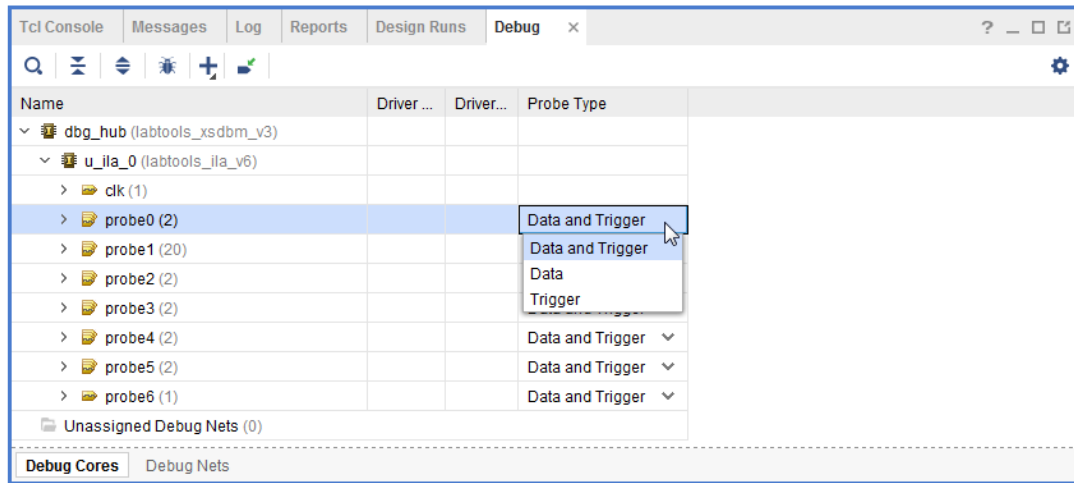 Tcl Console Messages Log Reports Design Runs Debug × ? _
Name Driver ... Driver... Probe Type
dbg_hub (labtools_xsdbm_v3)
u_ila_0 (labtools_ila_v6)
clk (1)
probe0 (2) Data and Trigger
probe1 (20) Data and Trigger
probe2 (2) Data
probe3 (2) Trigger
probe4 (2) Data and Trigger
probe5 (2) Data and Trigger
probe6 (1) Data and Trigger
Unassigned Debug Nets (0)
Debug Cores Debug Nets